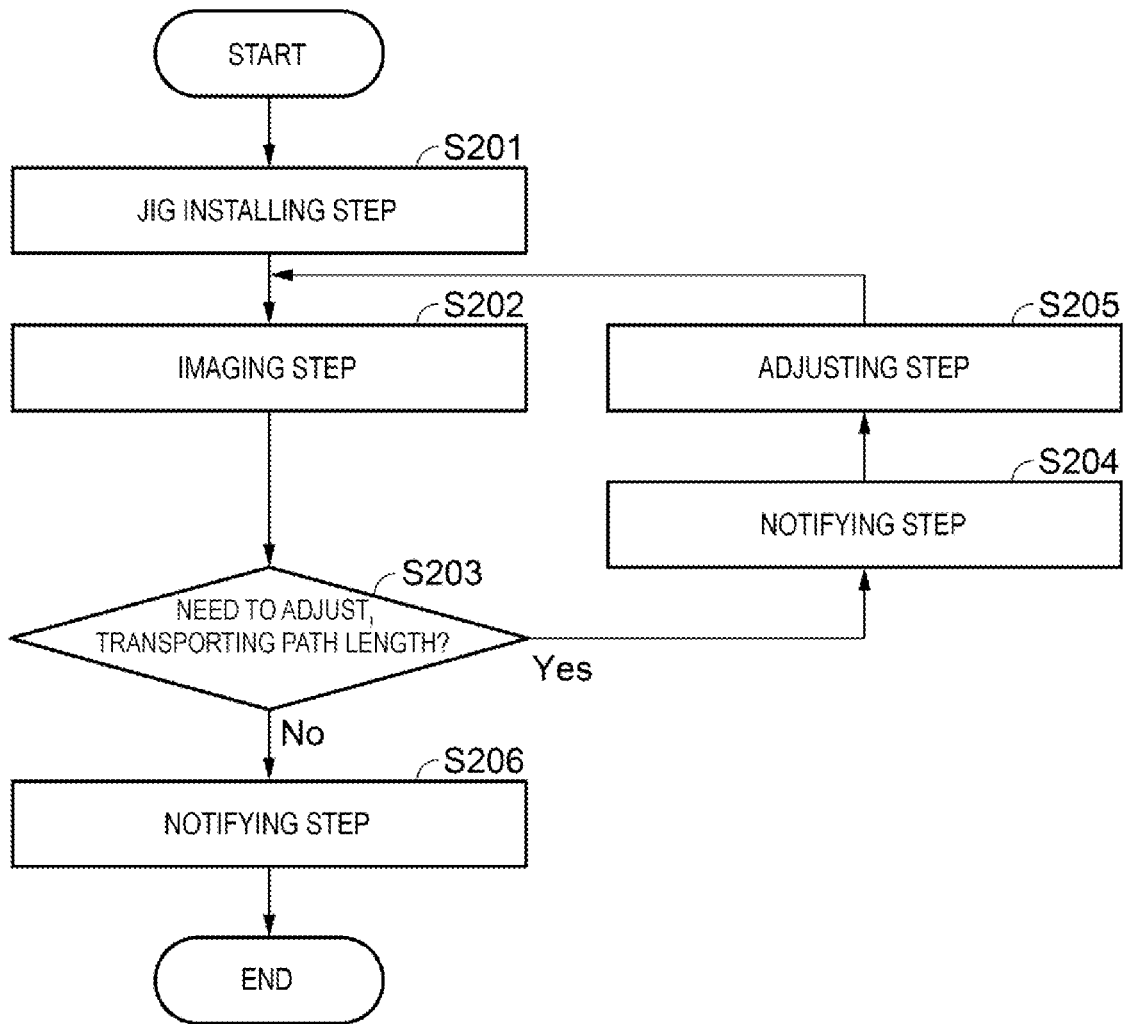 START
S201
JIG INSTALLING STEP
S202
IMAGING STEP
S205
ADJUSTING STEP
S204
NOTIFYING STEP
S203
NEED TO ADJUST,
TRANSPORTING PATH LENGTH?
Yes
No
S206
NOTIFYING STEP
END